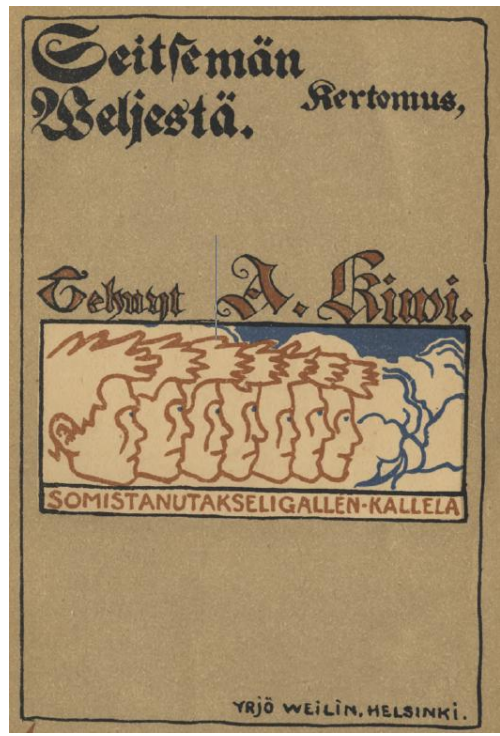 Seitsemän
Weljestä. Kertomus,
Tehnyt A. Kiwi.
SOMISTANUT AKSELI GALLÉN-KALLELA
YRJÖ WEILIN, HELSINKI.